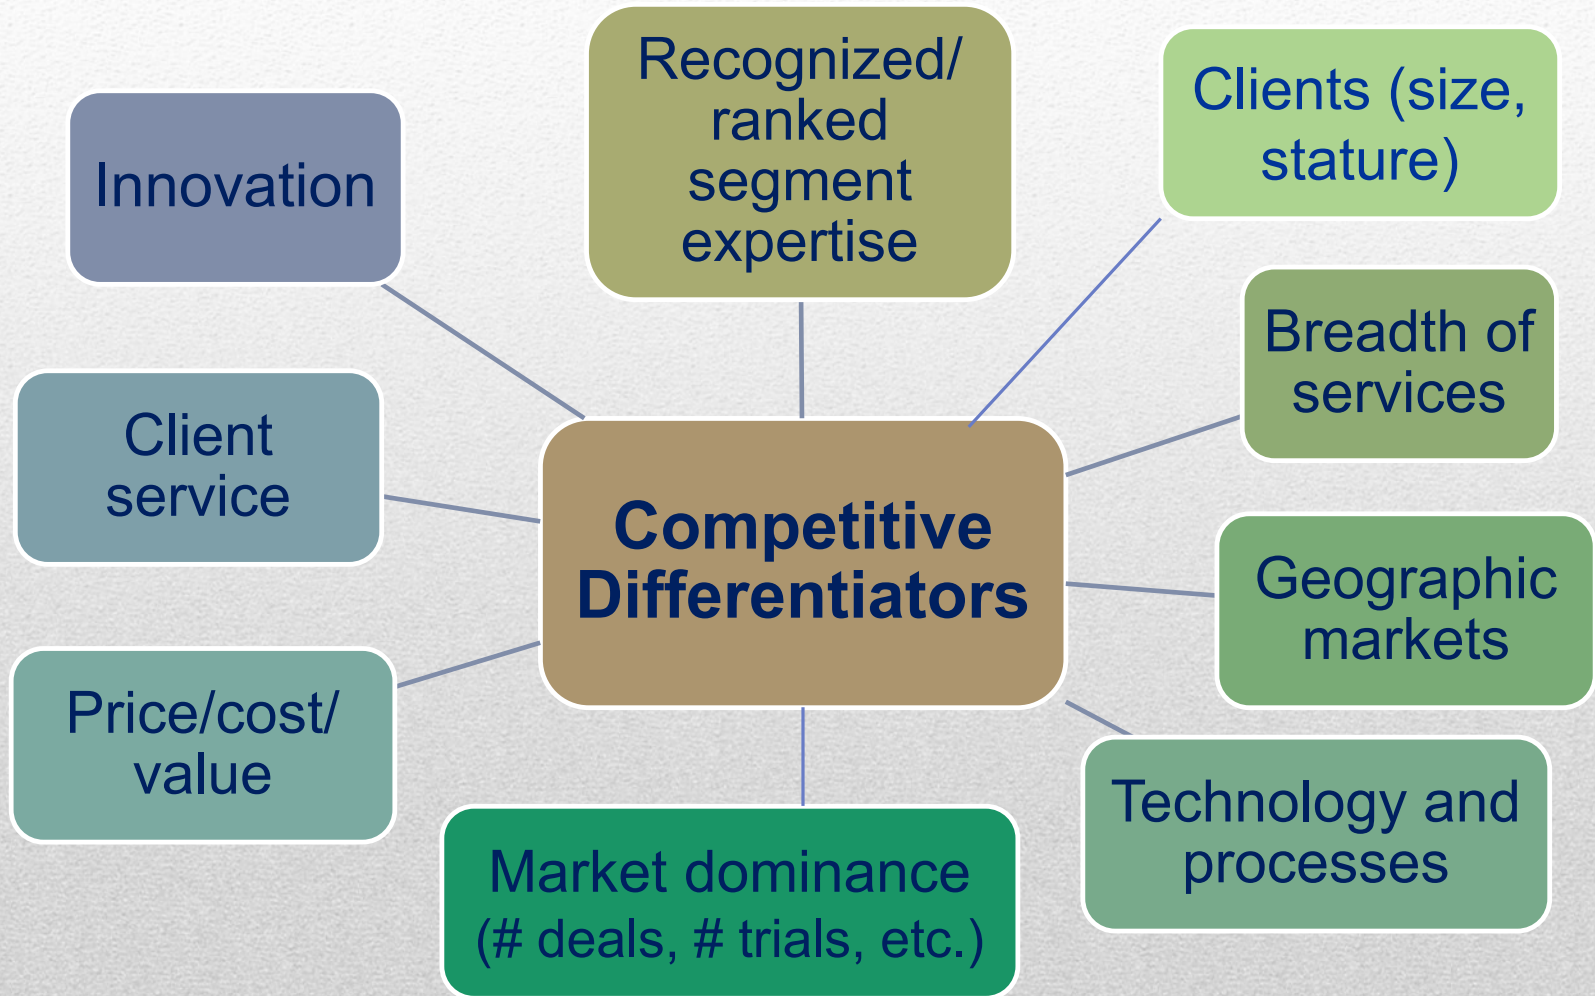 Innovation
Recognized/
ranked
segment
expertise
Clients (size,
stature)
Breadth of
services
Client
service
Competitive
Differentiators
Geographic
markets
Price/cost/
value
Technology and
processes
Market dominance
(# deals, # trials, etc.)